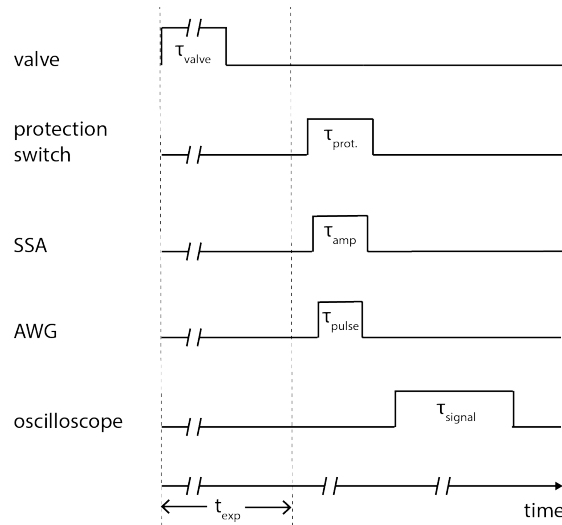 valve
τvalve
protection
switch
τprot.
SSA
τamp
AWG
τpulse
oscilloscope
τsignal
texp
time